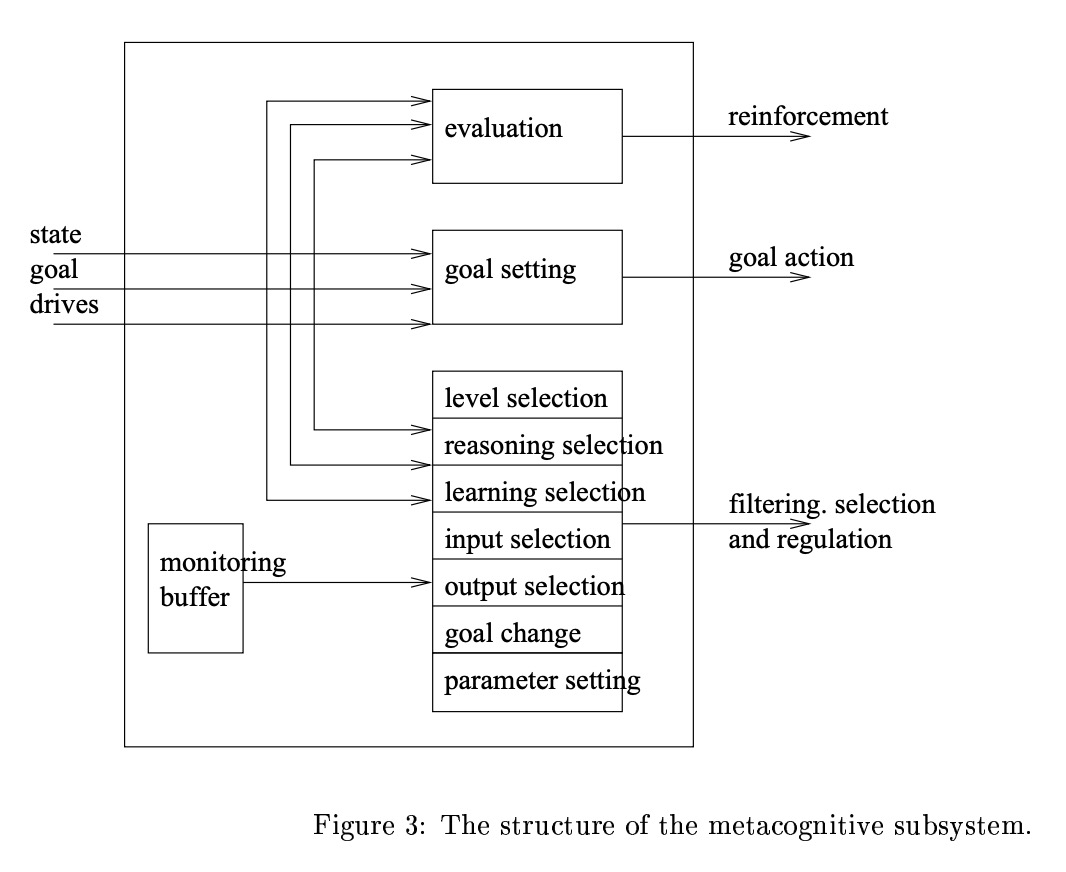 evaluation
reinforcement
state
goal
drives
goal setting
goal action
level selection
reasoning selection
learning selection
input selection
output selection
goal change
parameter setting
monitoring
buffer
filtering. selection
and regulation
Figure 3: The structure of the metacognitive subsystem.